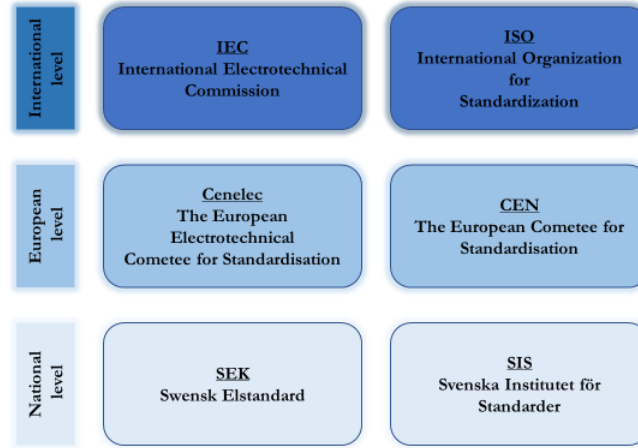 International
level
IEC
International Electrotechnical
Commission
ISO
International Organization
for
Standardization
European
level
Cenelec
The European
Electrotechnical
Cometee for Standardisation
CEN
The European Cometee for
Standardisation
National
level
SEK
Swensk Elstandard
SIS
Svenska Institutet för
Standarder